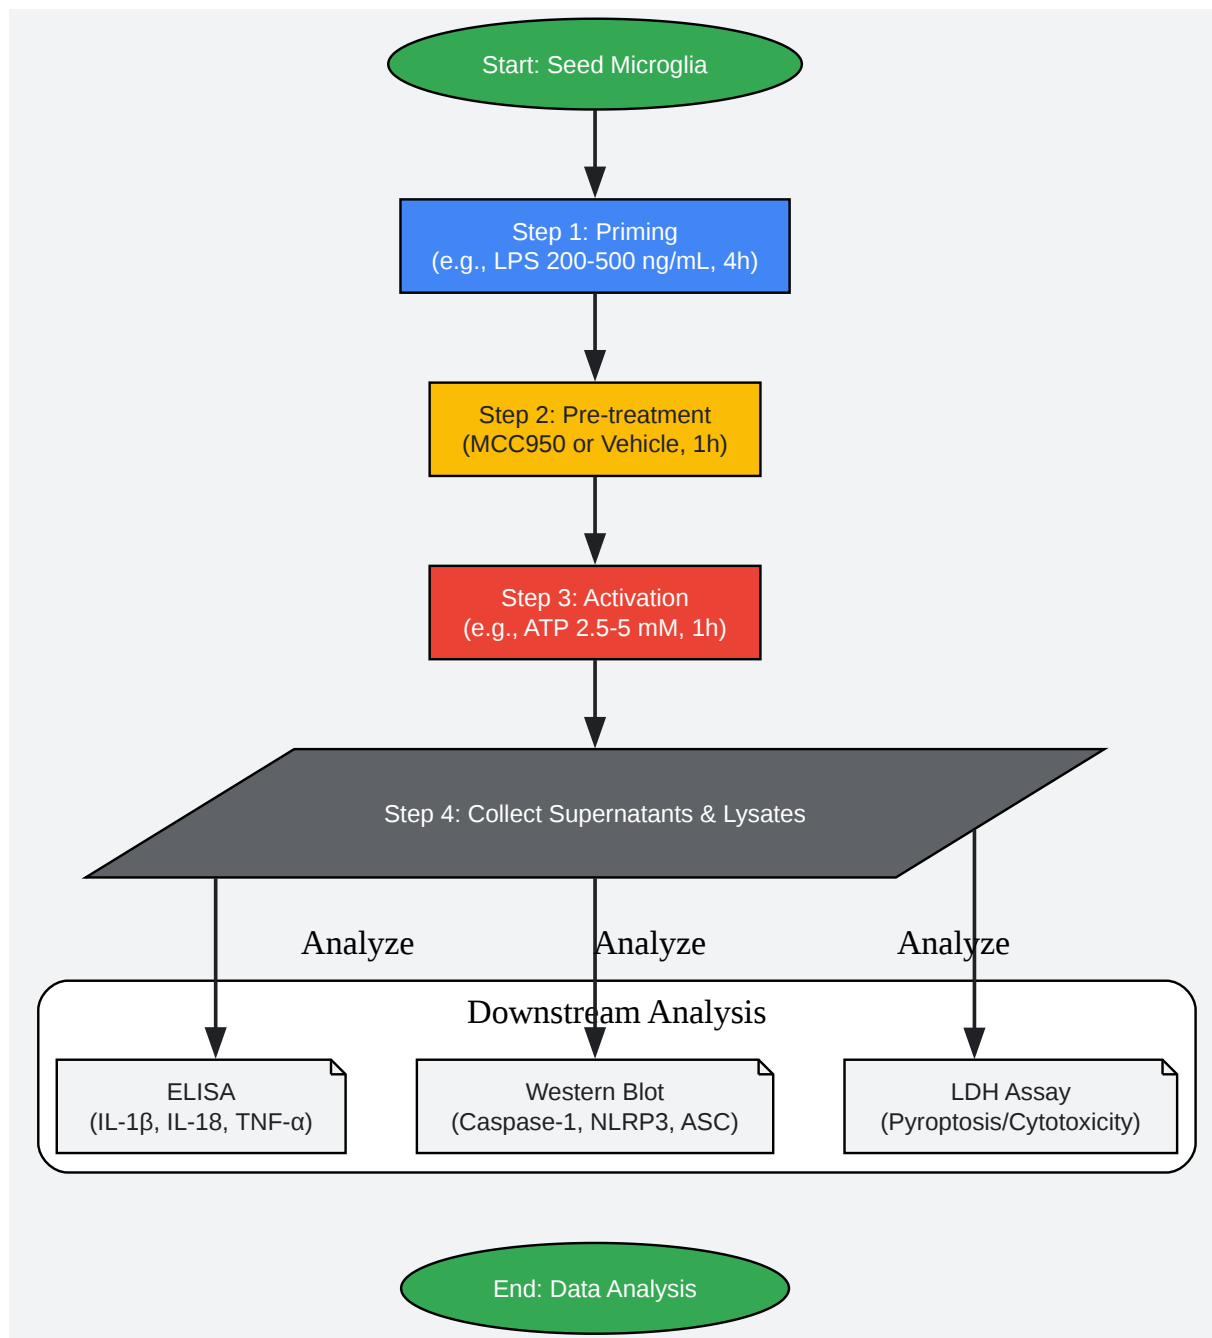 Start: Seed Microglia
Step 1: Priming
(e.g., LPS 200-500 ng/mL, 4h)
Step 2: Pre-treatment
(MCC950 or Vehicle, 1h)
Step 3: Activation
(e.g., ATP 2.5-5 mM, 1h)
Step 4: Collect Supernatants & Lysates
Analyze
Analyze
Analyze
Downstream Analysis
ELISA
(IL-1β, IL-18, TNF-α)
Western Blot
(Caspase-1, NLRP3, ASC)
LDH Assay
(Pyroptosis/Cytotoxicity)
End: Data Analysis